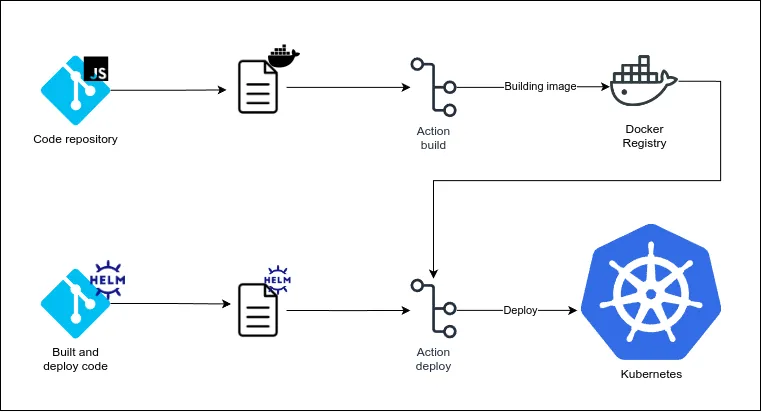 JS
Code repository
Action
build
Building image
Docker
Registry
HELM
Built and
deploy code
HELM
Action
deploy
Deploy
Kubernetes